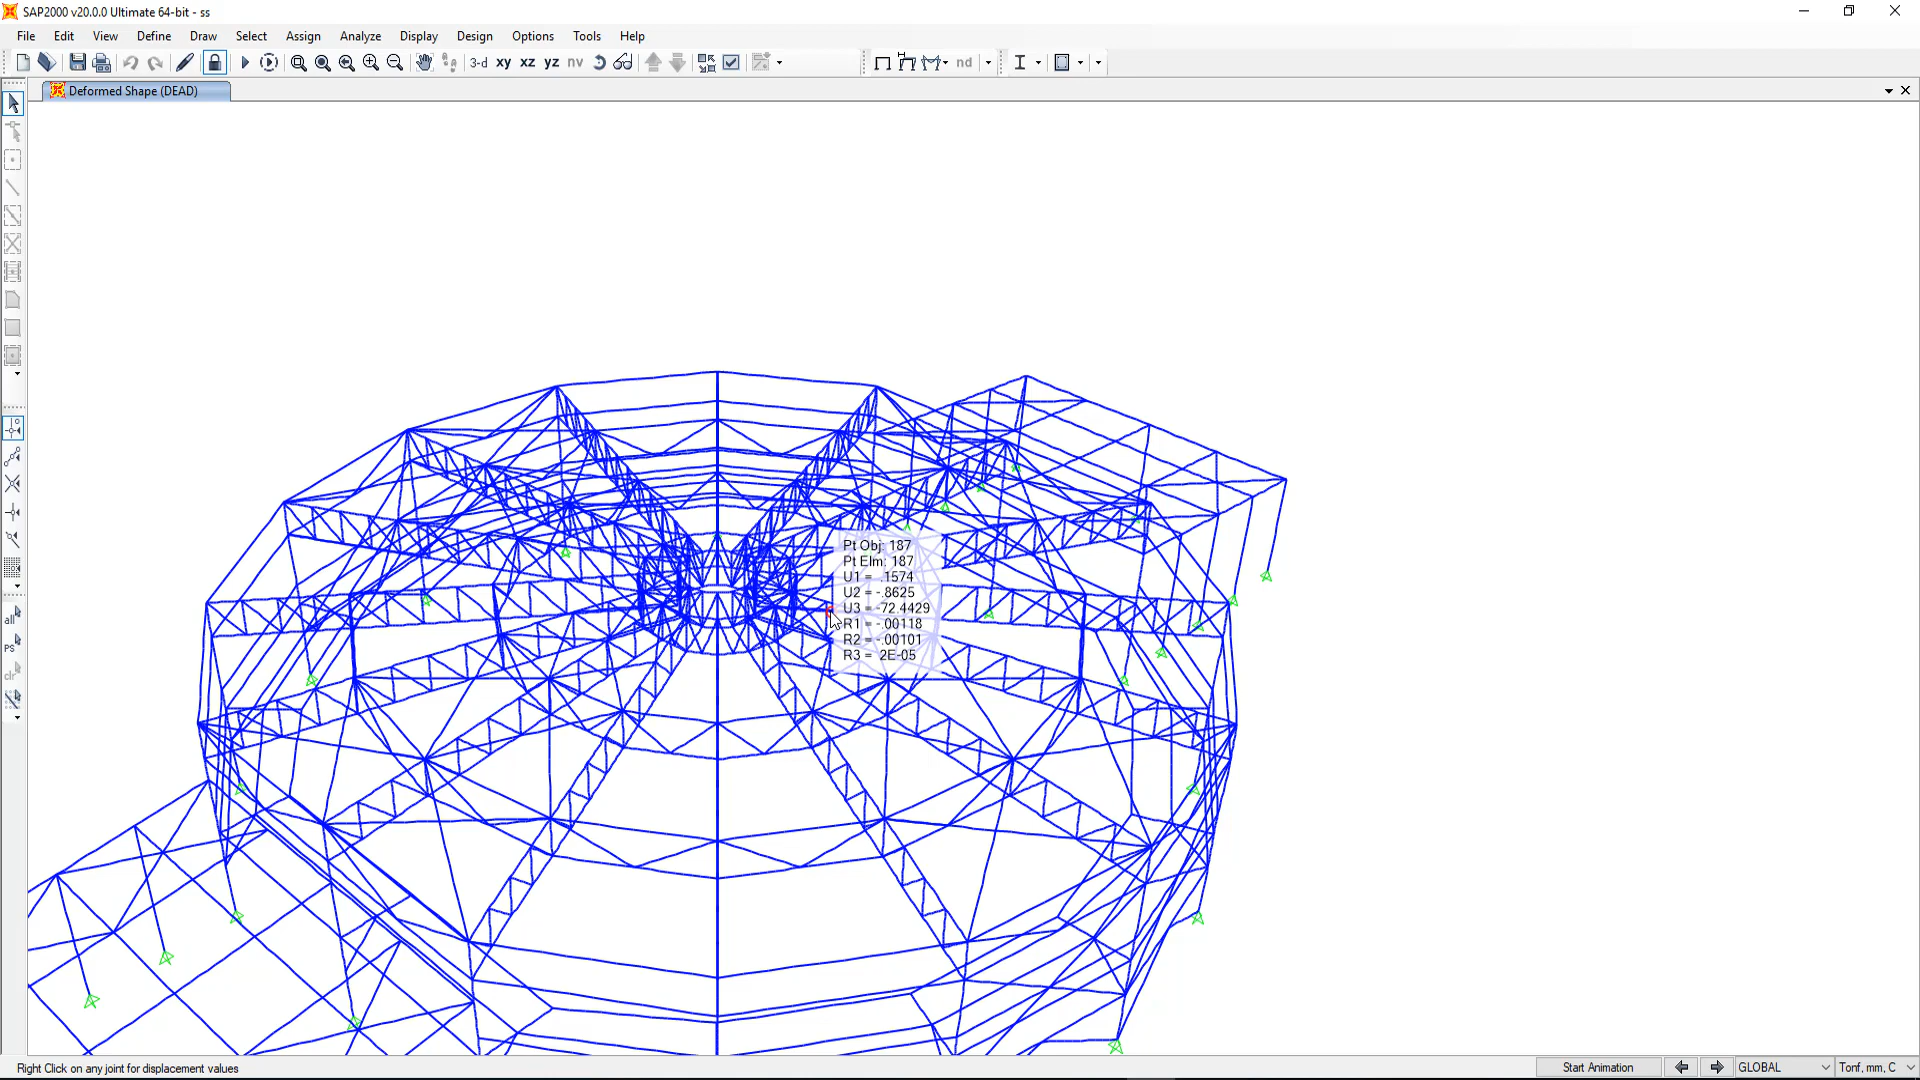 SAP2000 v20.0.0 Ultimate 64-bit - ss
File Edit View Define Draw Select Assign Analyze Display Design Options Tools Help
3-d xy xz yz nv nd
Deformed Shape (DEAD)
Pt Obj: 187
Pt Elm: 187
U1 = .1574
U2 = -.8625
U3 = -72.4429
R1 = -.00118
R2 = -.00101
R3 = 2E-05
all
PS
clr
Right Click on any joint for displacement values
Start Animation
GLOBAL
Tonf, mm, C